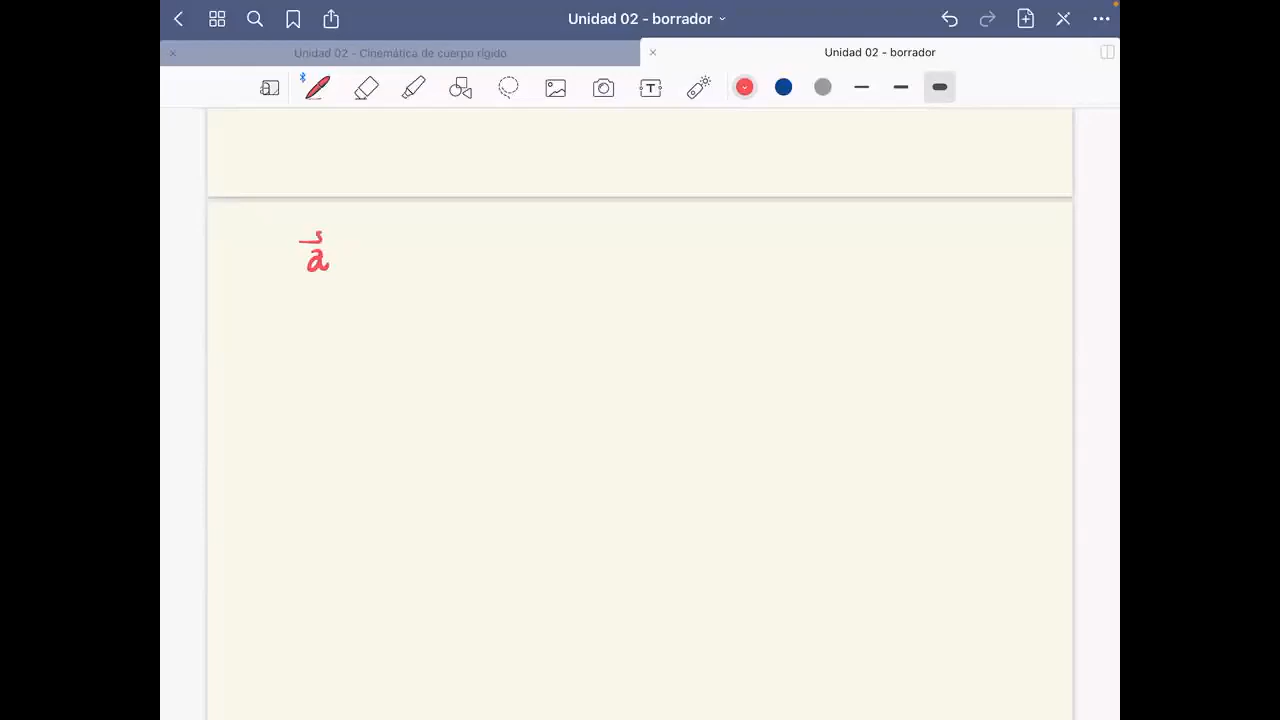 Unidad 02 - borrador
Unidad 02 - Cinemática de cuerpo rígido
Unidad 02 - borrador
T
a⃗